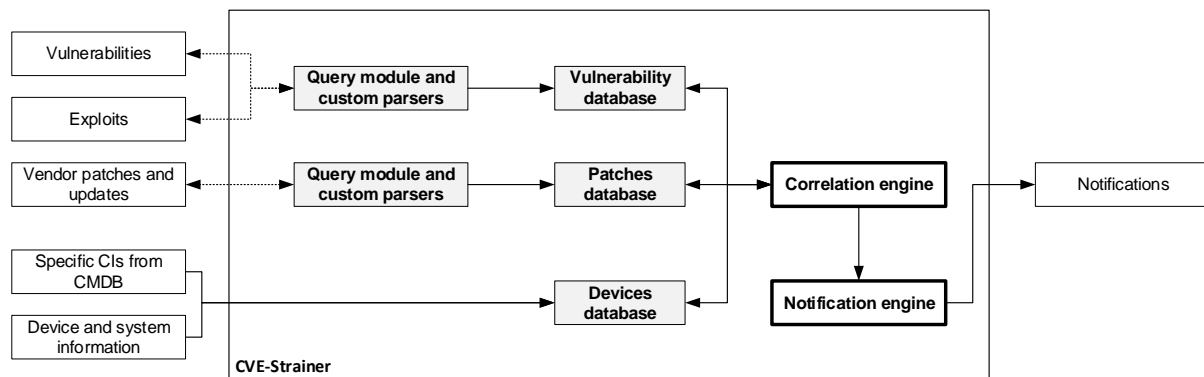 Vulnerabilities
Exploits
Vendor patches and
updates
Specific CIs from
CMDB
Device and system
information
Query module and
custom parsers
Vulnerability
database
Query module and
custom parsers
Patches
database
Devices
database
Correlation engine
Notification engine
Notifications
CVE-Strainer